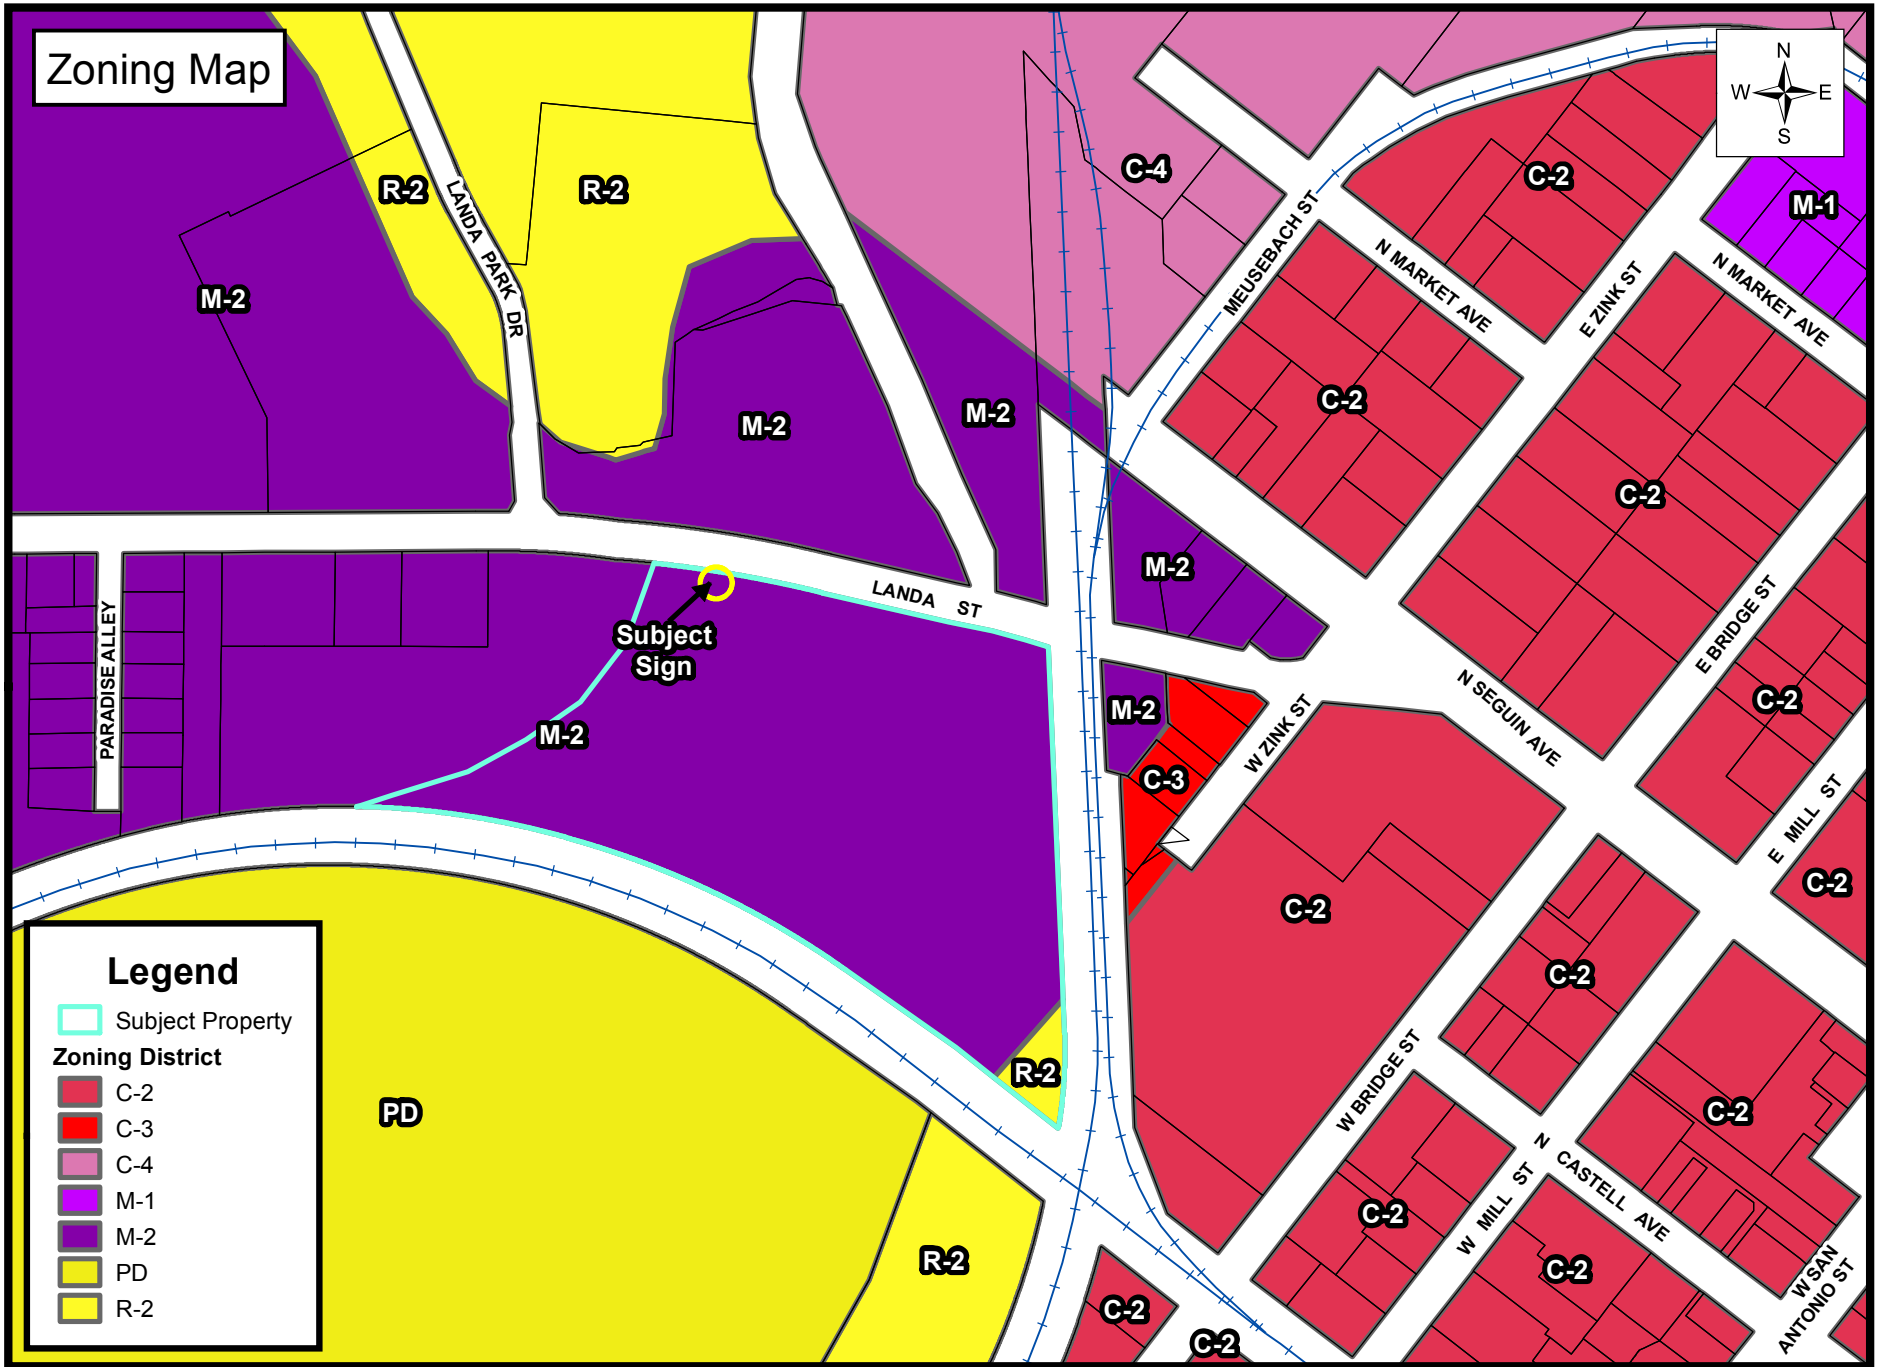 Zoning Map
N
W E
S
C-4
C-2
M-1
R-2
R-2
LANDA PARK DR
MEUSEBACH ST
N MARKET AVE
E ZINK ST
N MARKET AVE
M-2
M-2
M-2
C-2
C-2
M-2
LANDA ST
Subject
Sign
PARADISE ALLEY
M-2
M-2
C-3
W ZINK ST
N SEGUIN AVE
E BRIDGE ST
C-2
E MILL ST
C-2
C-2
C-2
R-2
PD
W BRIDGE ST
C-2
N CASTELL AVE
W MILL ST
C-2
C-2
R-2
C-2
C-2
W SAN
ANTONIO ST
Legend
Subject Property
Zoning District
C-2
C-3
C-4
M-1
M-2
PD
R-2